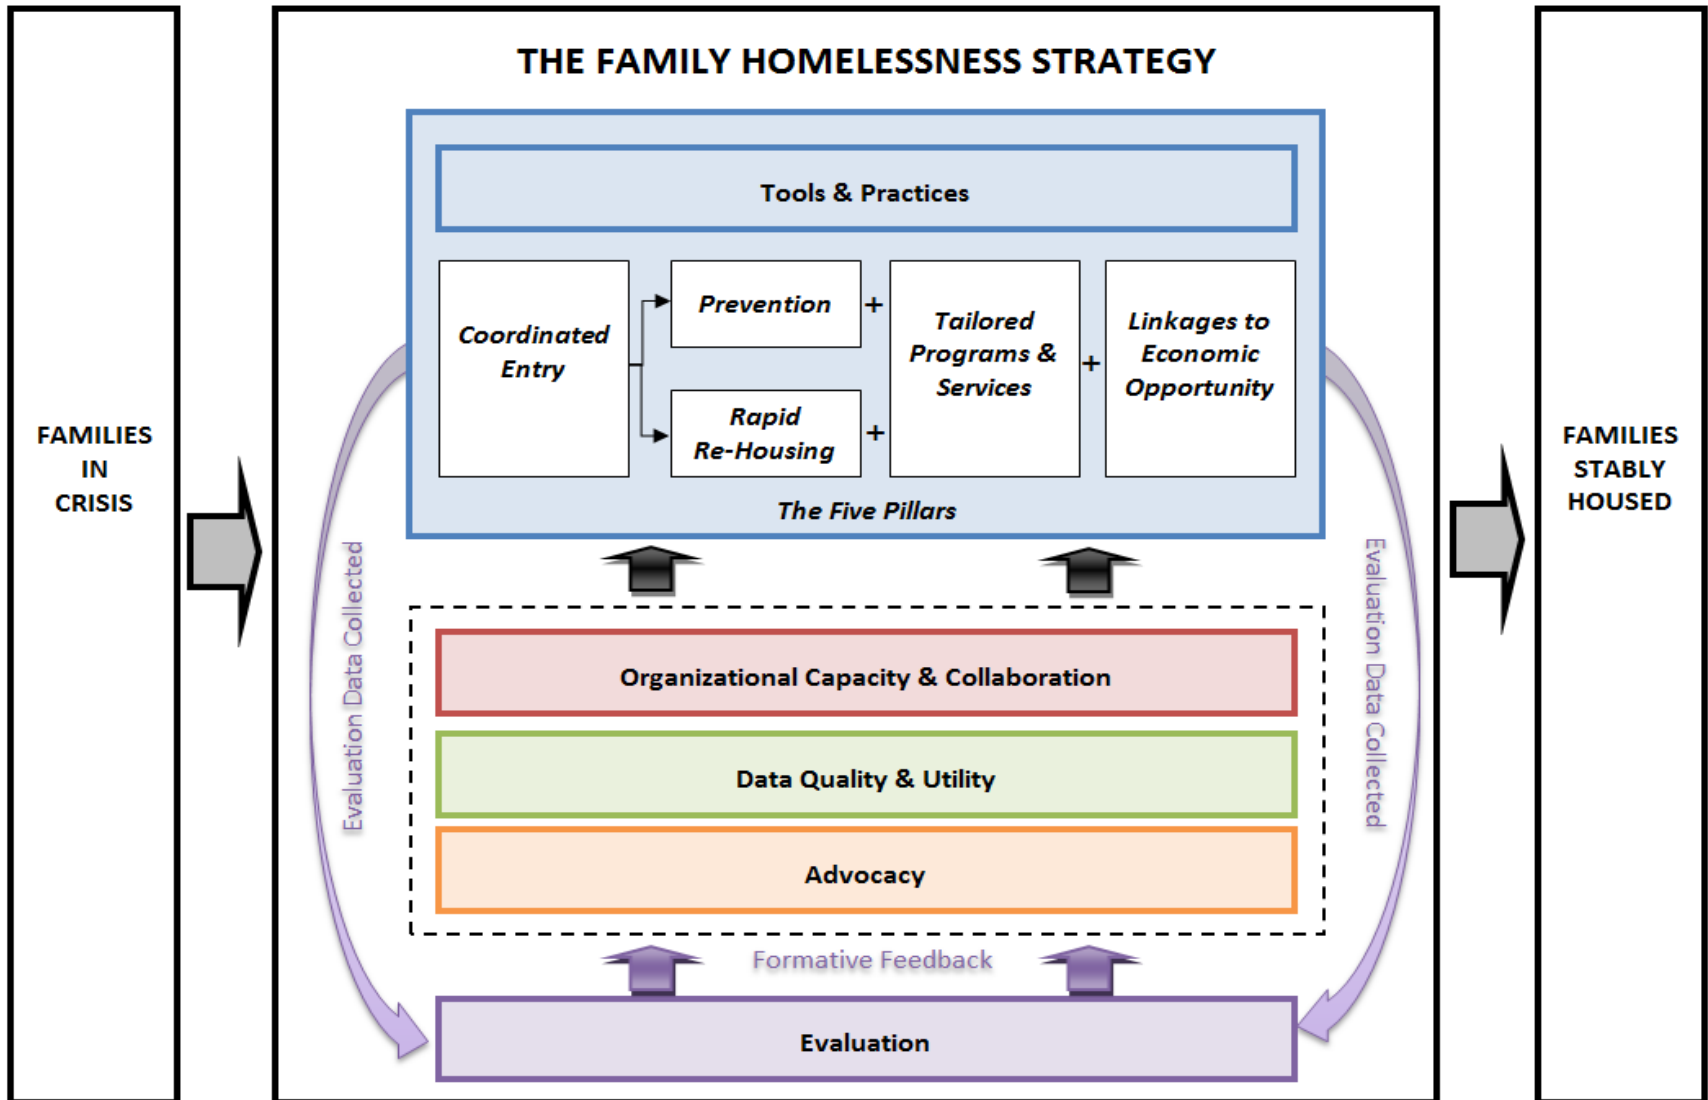 THE FAMILY HOMELESSNESS STRATEGY
FAMILIES
IN
CRISIS
Tools & Practices
Coordinated
Entry
Prevention
+
Rapid
Re-Housing
+
Tailored
Programs &
Services
+
Linkages to
Economic
Opportunity
The Five Pillars
Evaluation Data Collected
Evaluation Data Collected
Organizational Capacity & Collaboration
Data Quality & Utility
Advocacy
Formative Feedback
Evaluation
FAMILIES
STABLY
HOUSED